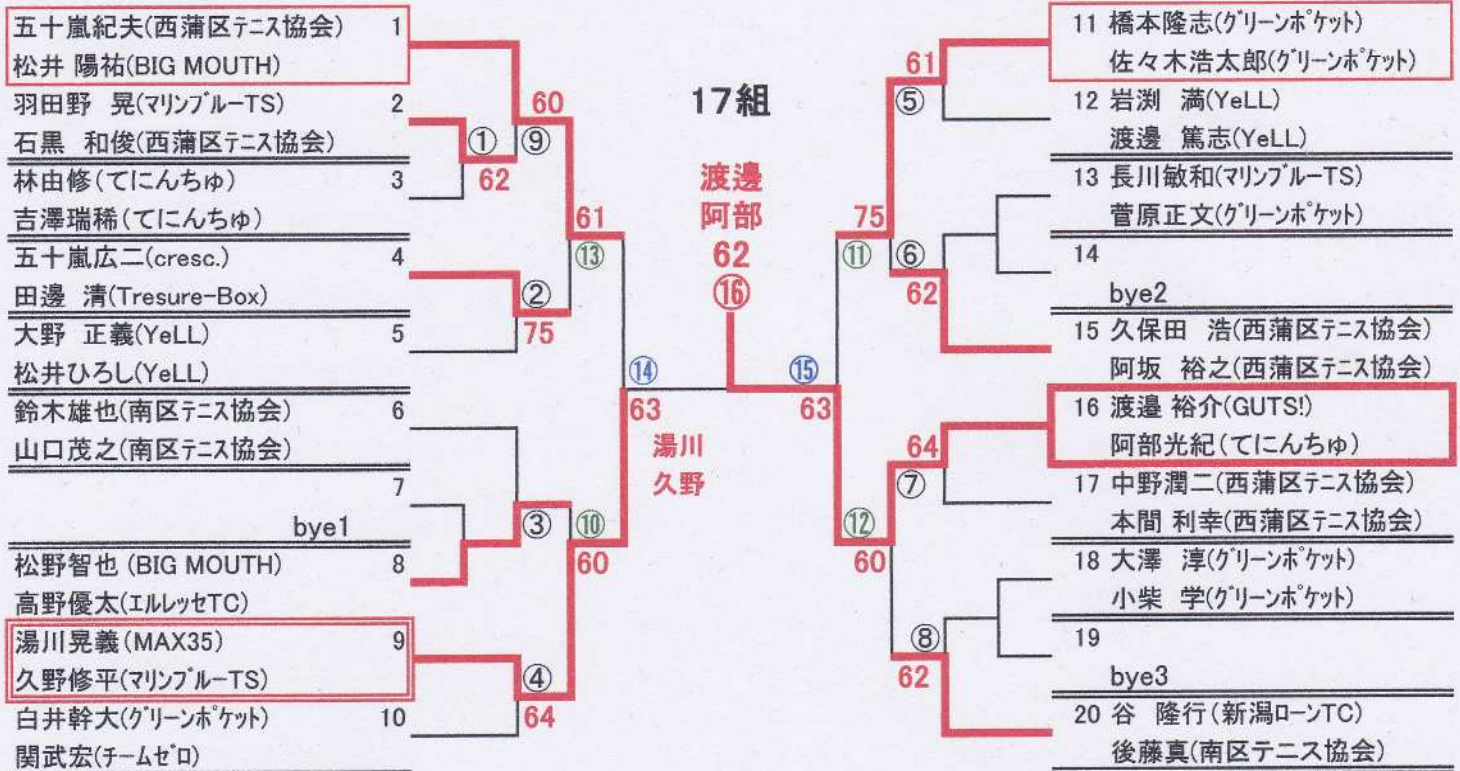 五十嵐紀夫(西蒲区テニス協会) 1
松井 陽祐(BIG MOUTH)
羽田野 晃(マリンブルーTS) 2
石黒 和俊(西蒲区テニス協会)
林由修(てにんちゅ) 3
吉澤瑞稀(てにんちゅ)
五十嵐広二(cresc.) 4
田邊 清(Tresure-Box)
大野 正義(YeLL) 5
松井ひろし(YeLL)
鈴木雄也(南区テニス協会) 6
山口茂之(南区テニス協会)
7
bye1
松野智也 (BIG MOUTH) 8
高野優太(エルレッセTC)
湯川晃義(MAX35) 9
久野修平(マリンブルーTS)
白井幹大(グリーンポケット) 10
関武宏(チームゼロ)
① 62
② 75
③
④ 64
⑨ 60
⑬ 61
⑩ 60
⑭ 63
湯川
久野
17組
渡邊
阿部
62
⑯
⑮ 63
⑪ 75
⑫ 60
⑤ 61
⑥ 62
⑦ 64
⑧ 62
11 橋本隆志(グリーンポケット)
佐々木浩太郎(グリーンポケット)
12 岩渕 満(YeLL)
渡邊 篤志(YeLL)
13 長川敏和(マリンブルーTS)
菅原正文(グリーンポケット)
14
bye2
15 久保田 浩(西蒲区テニス協会)
阿坂 裕之(西蒲区テニス協会)
16 渡邉 裕介(GUTS!)
阿部光紀(てにんちゅ)
17 中野潤二(西蒲区テニス協会)
本間 利幸(西蒲区テニス協会)
18 大澤 淳(グリーンポケット)
小柴 学(グリーンポケット)
19
bye3
20 谷 隆行(新潟ローンTC)
後藤真(南区テニス協会)